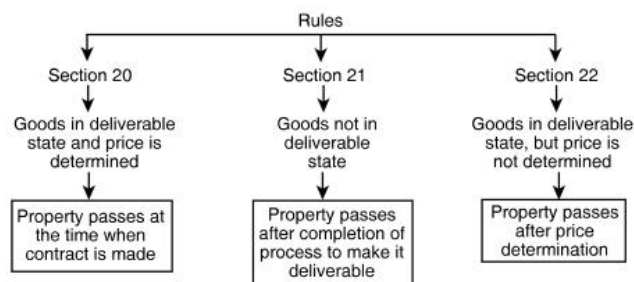 Rules
Section 20
Section 21
Section 22
Goods in deliverable
state and price is
determined
Goods not in
deliverable
state
Goods in deliverable
state, but price is
not determined
Property passes at
the time when
contract is made
Property passes
after completion of
process to make it
deliverable
Property passes
after price
determination